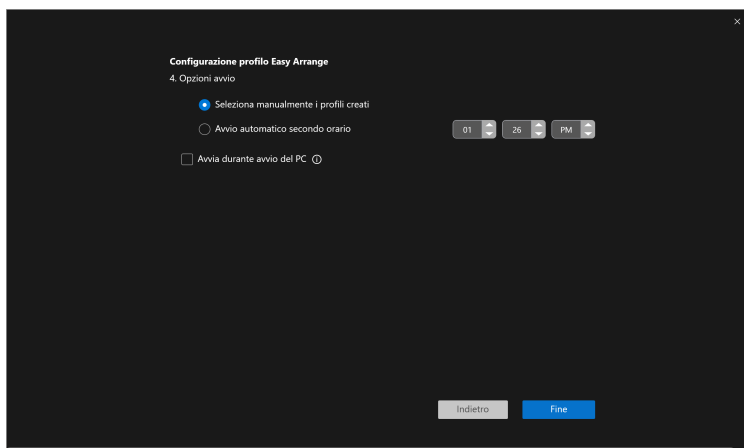 Configurazione profilo Easy Arrange
4. Opzioni avvio
Seleziona manualmente i profili creati
Avvio automatico secondo orario 01 26 PM
Avvia durante avvio del PC
Indietro Fine